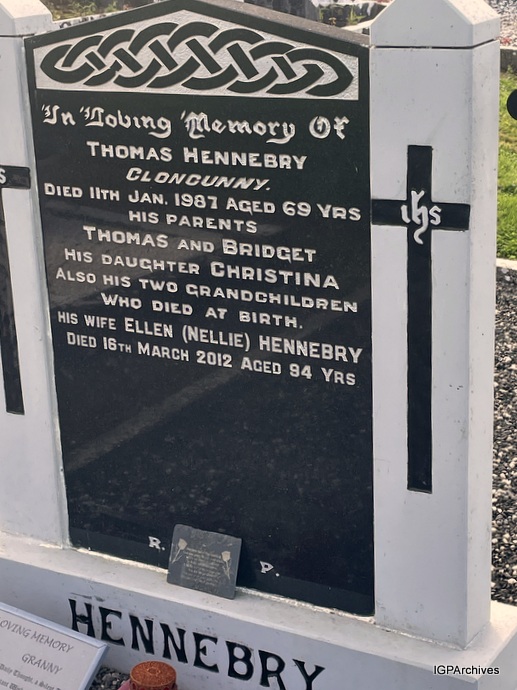 In Loving Memory Of
THOMAS HENNEBRY
CLONCUNNY.
DIED 11TH JAN. 1987 AGED 69 YRS
HIS PARENTS
THOMAS AND BRIDGET
HIS DAUGHTER CHRISTINA
ALSO HIS TWO GRANDCHILDREN
WHO DIED AT BIRTH.
HIS WIFE ELLEN (NELLIE) HENNEBRY
DIED 16TH MARCH 2012 AGED 94 YRS
ihs
S
R. P.
HENNEBRY
LOVING MEMORY
GRANNY
IGPArchives